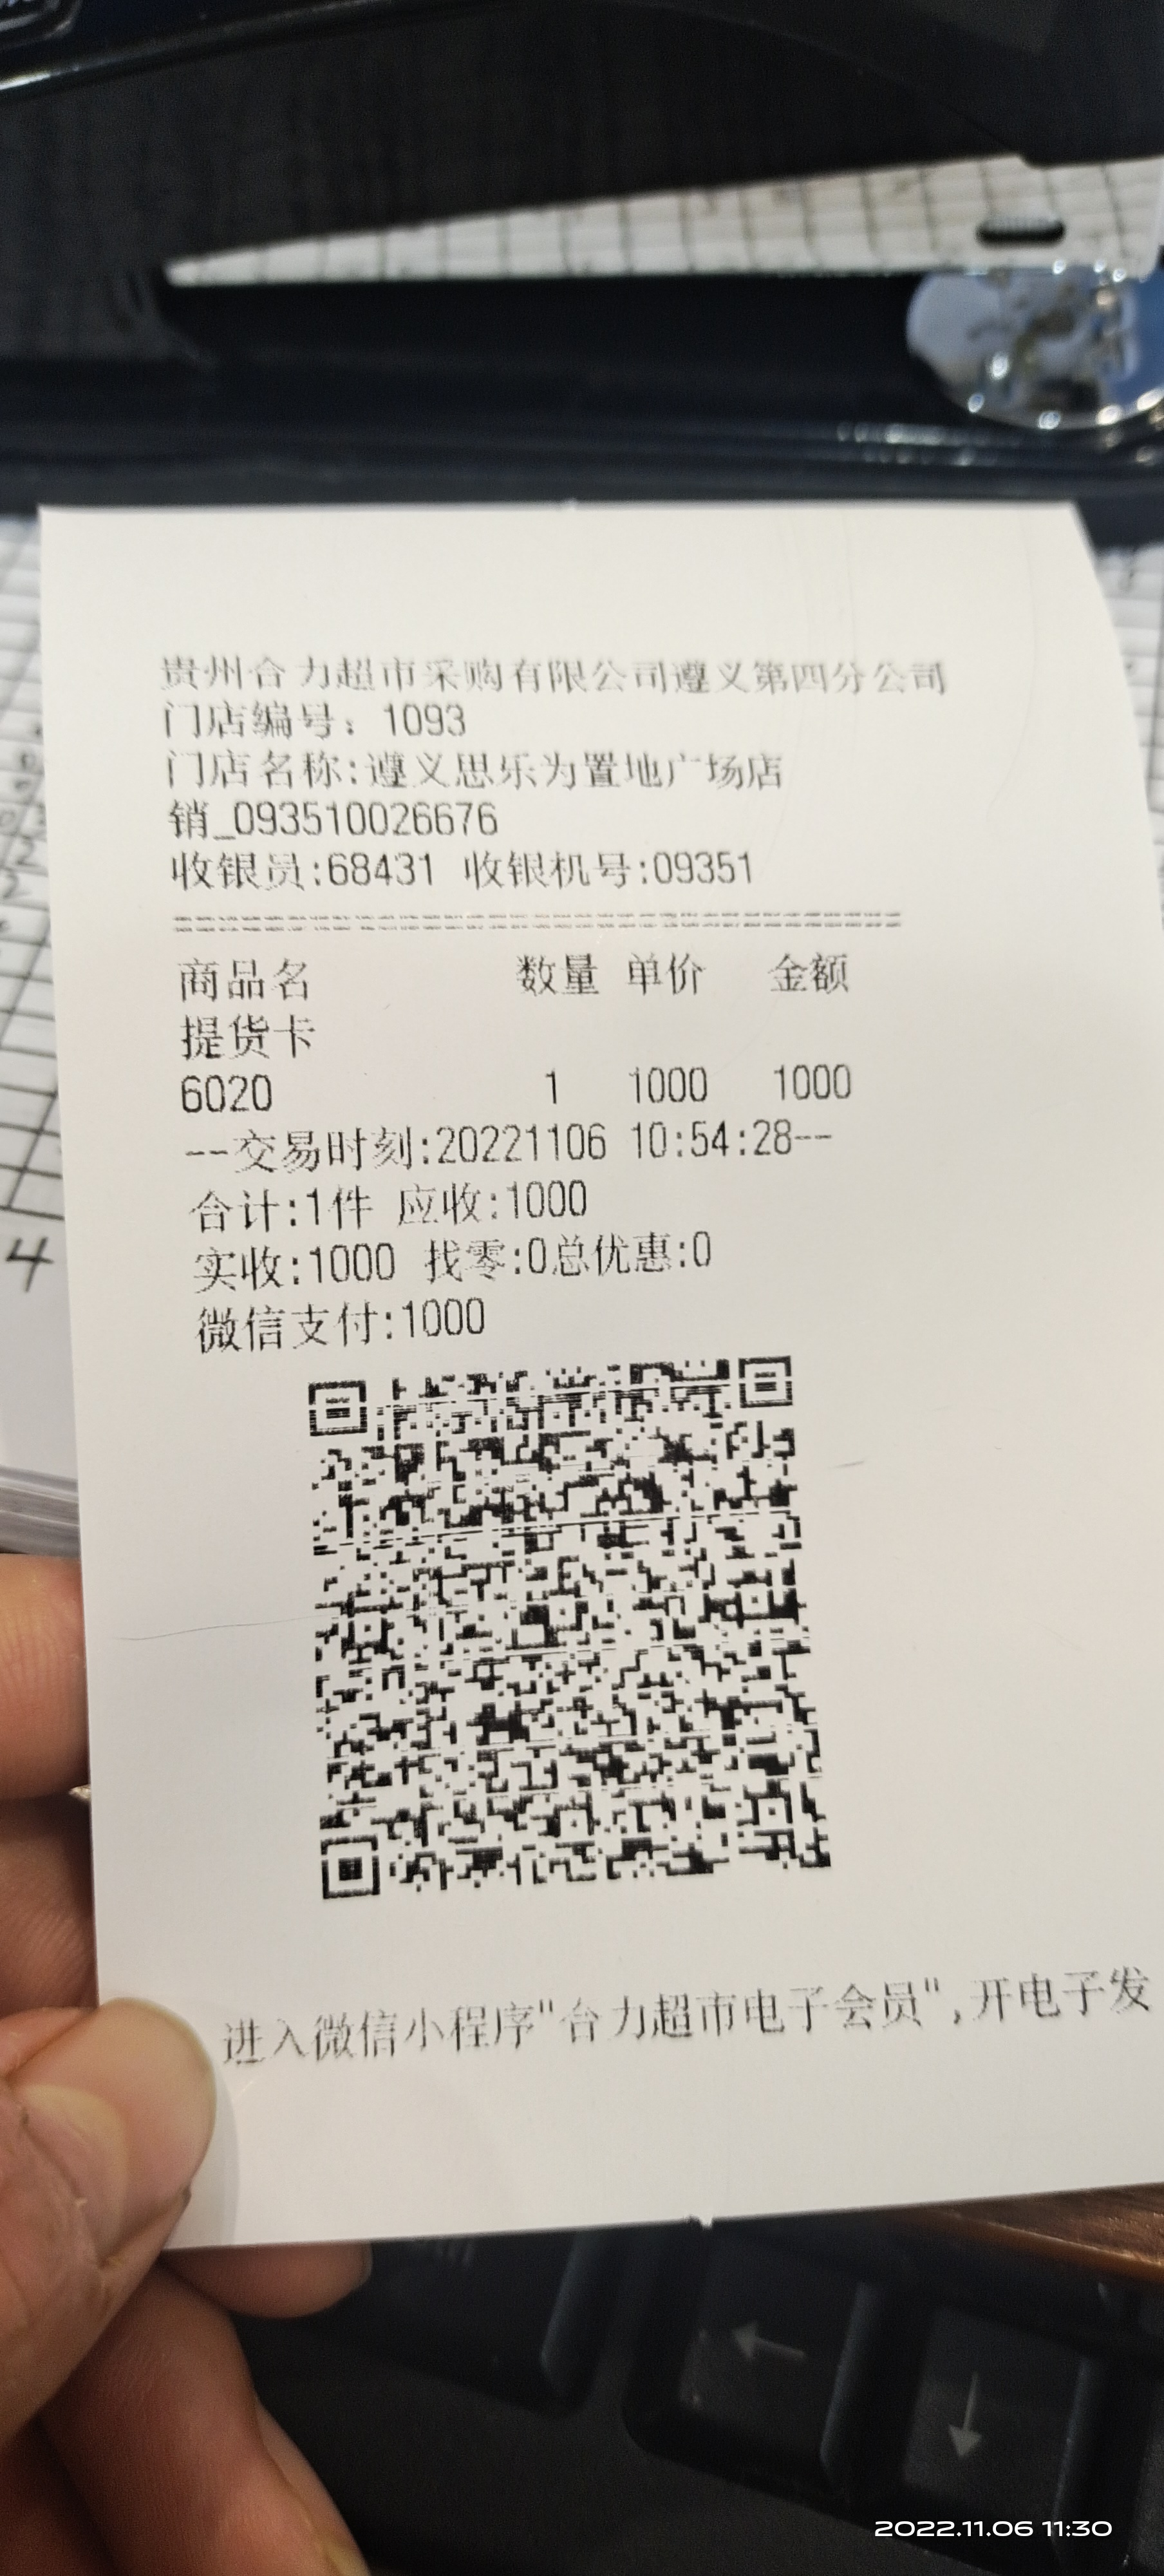 贵州合力超市采购有限公司遵义第四分公司
门店编号: 1093
门店名称:遵义思乐为置地广场店
销_093510026676
收银员:68431 收银机号:09351
商品名 数量 单价 金额
提货卡
6020 1 1000 1000
--交易时刻:20221106 10:54:28--
合计:1件 应收:1000
实收:1000 找零:0总优惠:0
微信支付:1000
进入微信小程序"合力超市电子会员",开电子发
4
2022.11.06 11:30